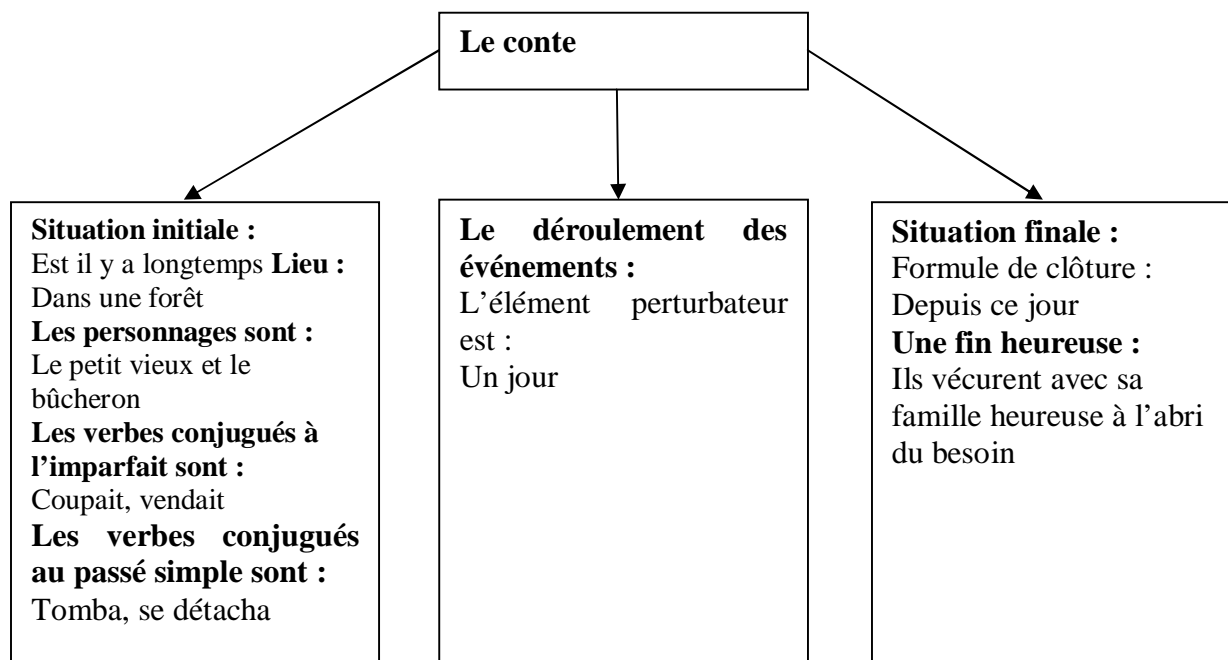 Le conte
Situation initiale :
Est il y a longtemps Lieu :
Dans une forêt
Les personnages sont :
Le petit vieux et le
bûcheron
Les verbes conjugués à
l’imparfait sont :
Coupait, vendait
Les verbes conjugués
au passé simple sont :
Tomba, se détacha
Le déroulement des
événements :
L’élément perturbateur
est :
Un jour
Situation finale :
Formule de clôture :
Depuis ce jour
Une fin heureuse :
Ils vécurent avec sa
famille heureuse à l’abri
du besoin